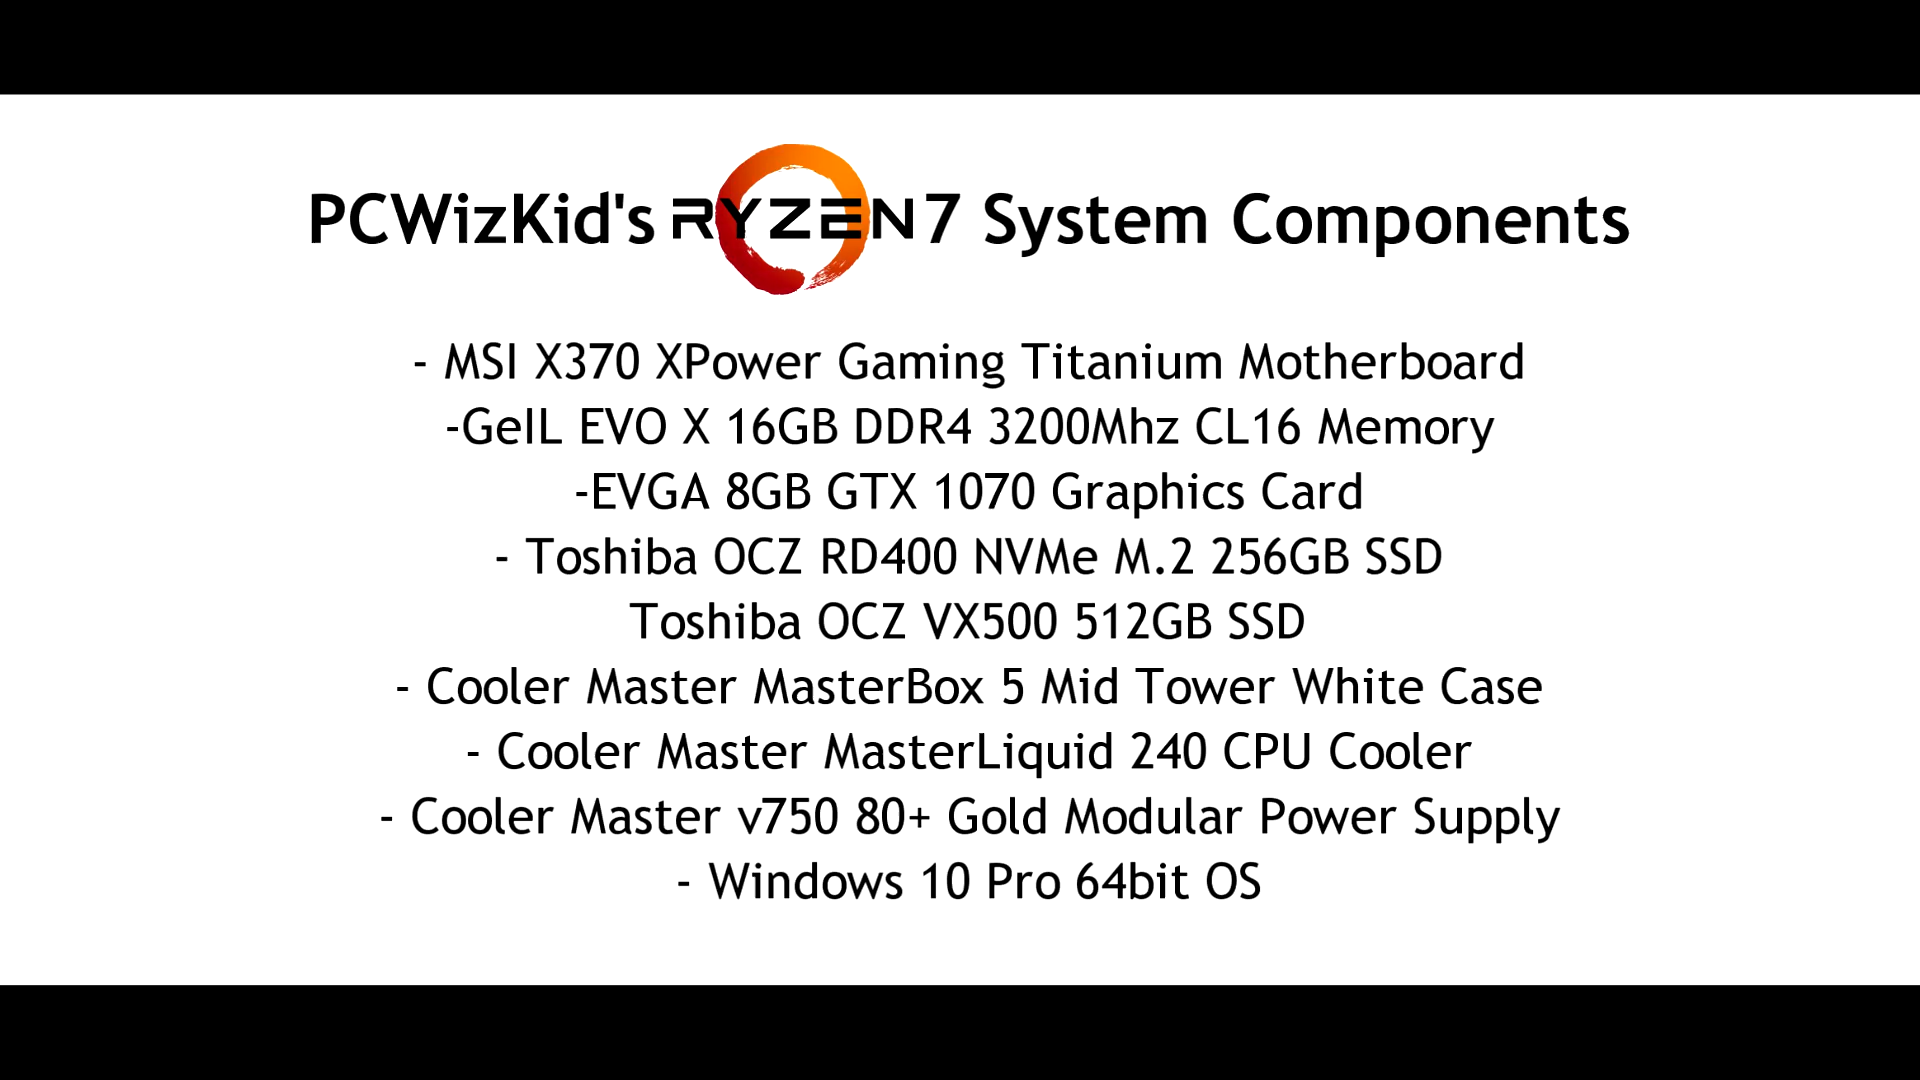 PCWizKid's RYZEN 7 System Components
- MSI X370 XPower Gaming Titanium Motherboard
-GeIL EVO X 16GB DDR4 3200Mhz CL16 Memory
-EVGA 8GB GTX 1070 Graphics Card
- Toshiba OCZ RD400 NVMe M.2 256GB SSD
Toshiba OCZ VX500 512GB SSD
- Cooler Master MasterBox 5 Mid Tower White Case
- Cooler Master MasterLiquid 240 CPU Cooler
- Cooler Master v750 80+ Gold Modular Power Supply
- Windows 10 Pro 64bit OS